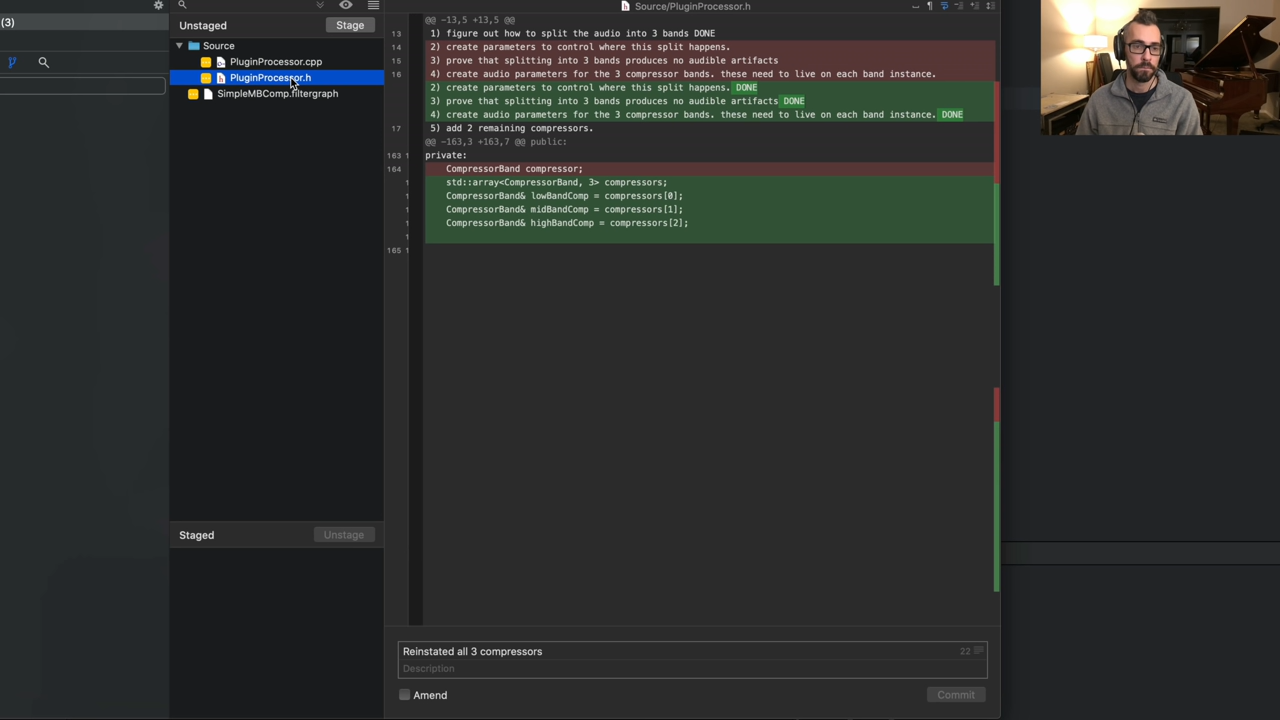 Source/PluginProcessor.h
(3)
Unstaged
Stage
Source
PluginProcessor.cpp
PluginProcessor.h
SimpleMBComp.filtergraph
@@ -13,5 +13,5 @@
13 1) figure out how to split the audio into 3 bands DONE
14 2) create parameters to control where this split happens.
15 3) prove that splitting into 3 bands produces no audible artifacts
16 4) create audio parameters for the 3 compressor bands. these need to live on each band instance.
2) create parameters to control where this split happens. DONE
3) prove that splitting into 3 bands produces no audible artifacts DONE
4) create audio parameters for the 3 compressor bands. these need to live on each band instance. DONE
17 5) add 2 remaining compressors.
@@ -163,3 +163,7 @@ public:
163 1 private:
164 CompressorBand compressor;
1 std::array<CompressorBand, 3> compressors;
1 CompressorBand& lowBandComp = compressors[0];
1 CompressorBand& midBandComp = compressors[1];
1 CompressorBand& highBandComp = compressors[2];
1
165 1
Staged
Unstage
Reinstated all 3 compressors 22
Description
Amend
Commit